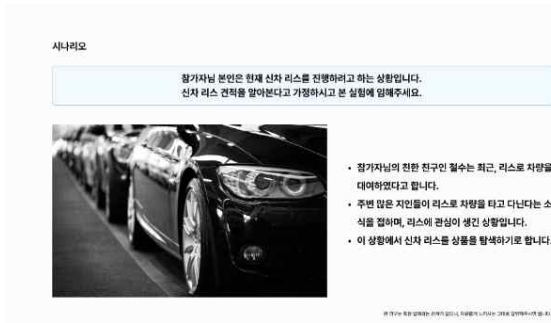 시나리오
참가자님 본인은 현재 신차 리스를 진행하려고 하는 상황입니다.
신차 리스 견적을 알아본다고 가정하시고 본 실험에 임해주세요.
• 참가자님의 친한 친구인 철수는 최근, 리스로 차량을
대여하였다고 합니다.
• 주변 많은 지인들이 리스로 차량을 타고 다닌다는 소
식을 접하며, 리스에 관심이 생긴 상황입니다.
• 이 상황에서 신차 리스를 상품을 탐색하기로 합니다.